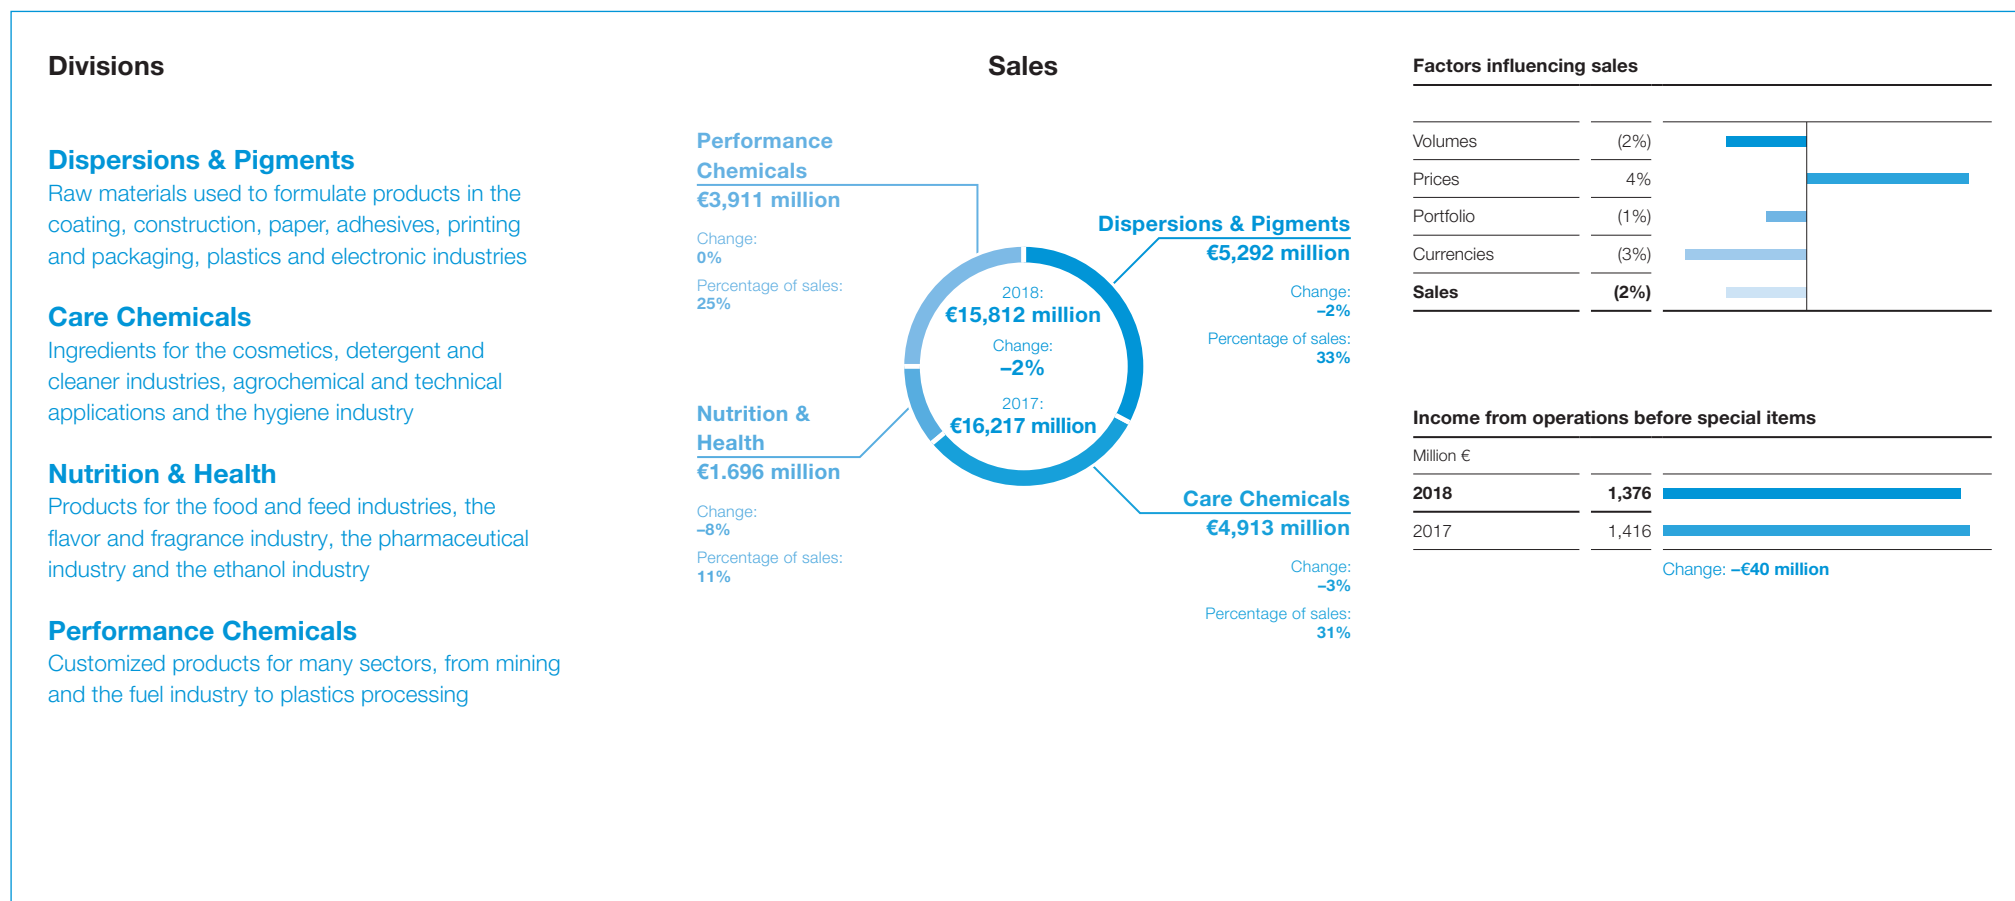 Divisions
Dispersions & Pigments
Raw materials used to formulate products in the
coating, construction, paper, adhesives, printing
and packaging, plastics and electronic industries
Care Chemicals
Ingredients for the cosmetics, detergent and
cleaner industries, agrochemical and technical
applications and the hygiene industry
Nutrition & Health
Products for the food and feed industries, the
flavor and fragrance industry, the pharmaceutical
industry and the ethanol industry
Performance Chemicals
Customized products for many sectors, from mining
and the fuel industry to plastics processing
Sales
Performance
Chemicals
€3,911 million
Change:
0%
Percentage of sales:
25%
Nutrition &
Health
€1.696 million
Change:
–8%
Percentage of sales:
11%
2018:
€15,812 million
Change:
–2%
2017:
€16,217 million
Dispersions & Pigments
€5,292 million
Change:
–2%
Percentage of sales:
33%
Care Chemicals
€4,913 million
Change:
–3%
Percentage of sales:
31%
Factors influencing sales
Volumes (2%)
Prices 4%
Portfolio (1%)
Currencies (3%)
Sales (2%)
Income from operations before special items
Million €
2018 1,376
2017 1,416
Change: –€40 million